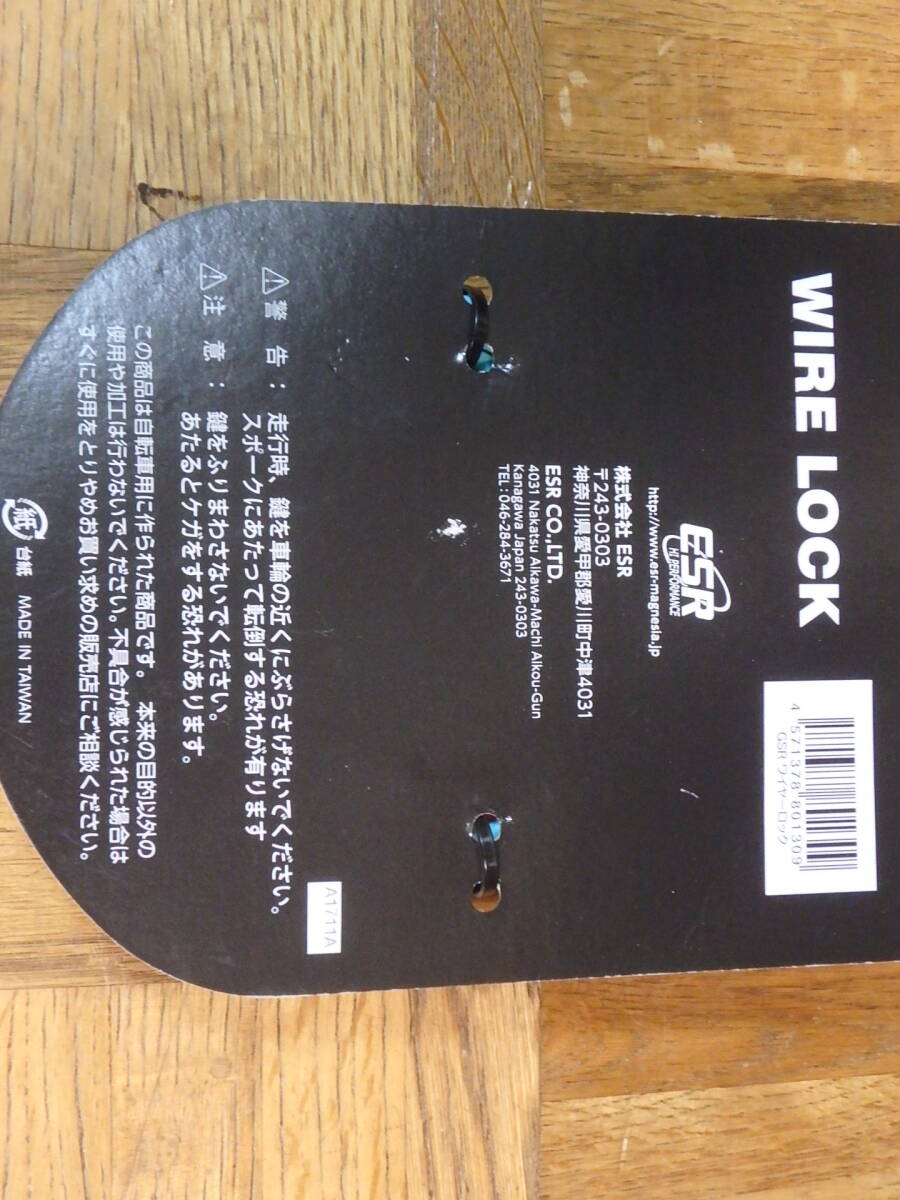 WIRE LOCK
4 571378 801309
GSR ワイヤーロック
ESR
HI PERFORMANCE
http://www.esr-magnesia.jp
株式会社 ESR
〒243-0303
神奈川県愛甲郡愛川町中津4031
ESR CO.,LTD.
4031 Nakatsu Aikawa-Machi Aikou-Gun
Kanagawa Japan 243-0303
TEL:046-284-3671
A1711A
⚠警 告： 走行時、鍵を車輪の近くにぶらさげないでください。
スポークにあたって転倒する恐れが有ります
⚠注 意： 鍵をふりまわさないでください。
あたるとケガをする恐れがあります。
この商品は自転車用に作られた商品です。 本来の目的以外の
使用や加工は行わないでください。不具合が感じられた場合は
すぐに使用をとりやめお買い求めの販売店にご相談ください。
紙 台紙 MADE IN TAIWAN